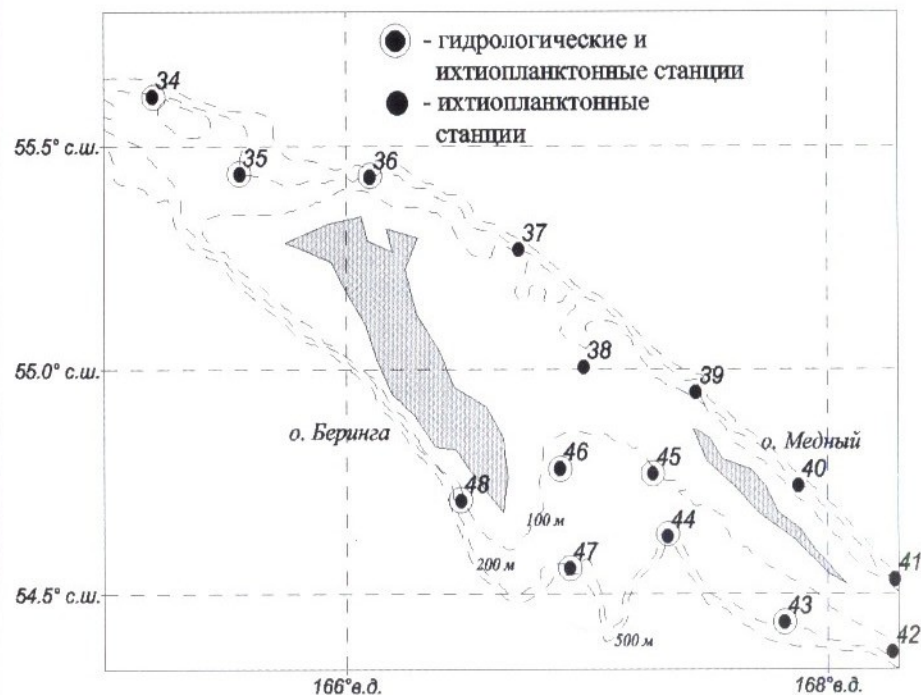 - гидрологические и
ихтиопланктонные станции
- ихтиопланктонные
станции
34
55.5° с.ш.
35
36
37
38
55.0° с.ш.
39
о. Беринга
о. Медный
46
45
40
48
100 м
44
200 м
47
41
54.5° с.ш.
43
500 м
42
166°в.д.
168°в.д.